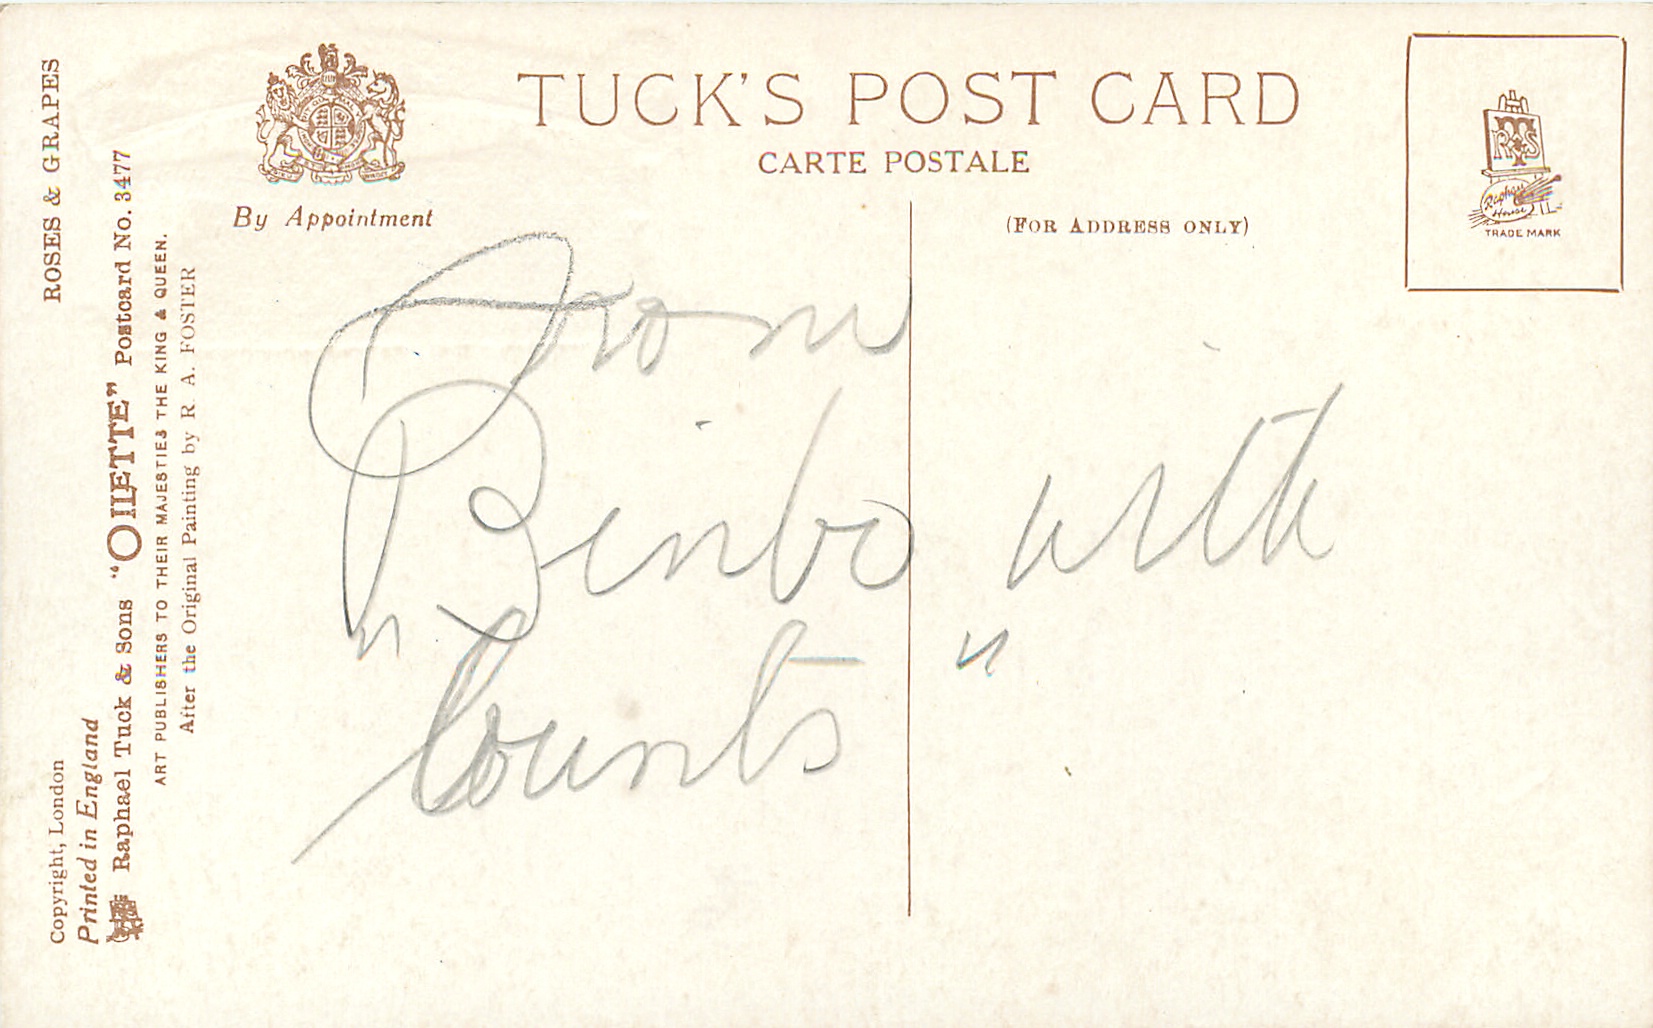 TUCK'S POST CARD
CARTE POSTALE
By Appointment
(FOR ADDRESS ONLY)
TRADE MARK
ROSES & GRAPES
Copyright, London
Printed in England
Raphael Tuck & Sons "OILETTE" Postcard No. 3477
ART PUBLISHERS TO THEIR MAJESTIES THE KING & QUEEN.
After the Original Painting by R. A. FOSTER
From
Bimbo with
"Counts"